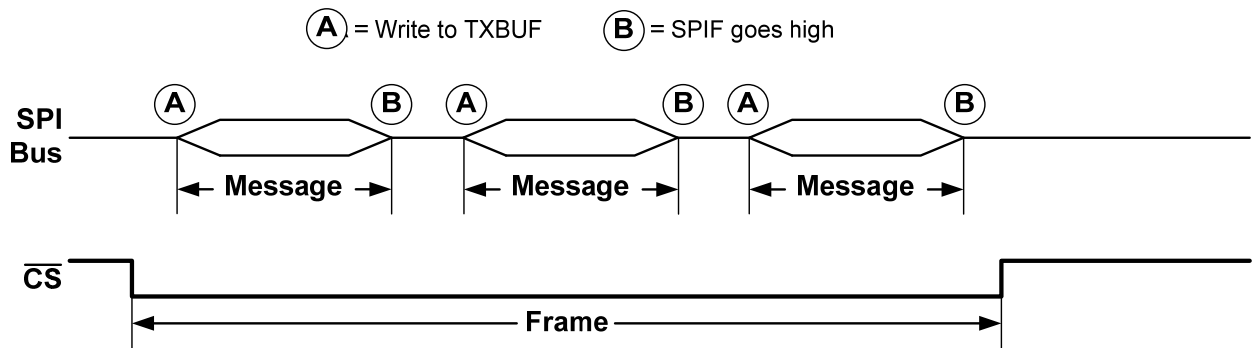 A = Write to TXBUF B = SPIF goes high
A B A B A B
SPI
Bus
Message Message Message
CS
Frame